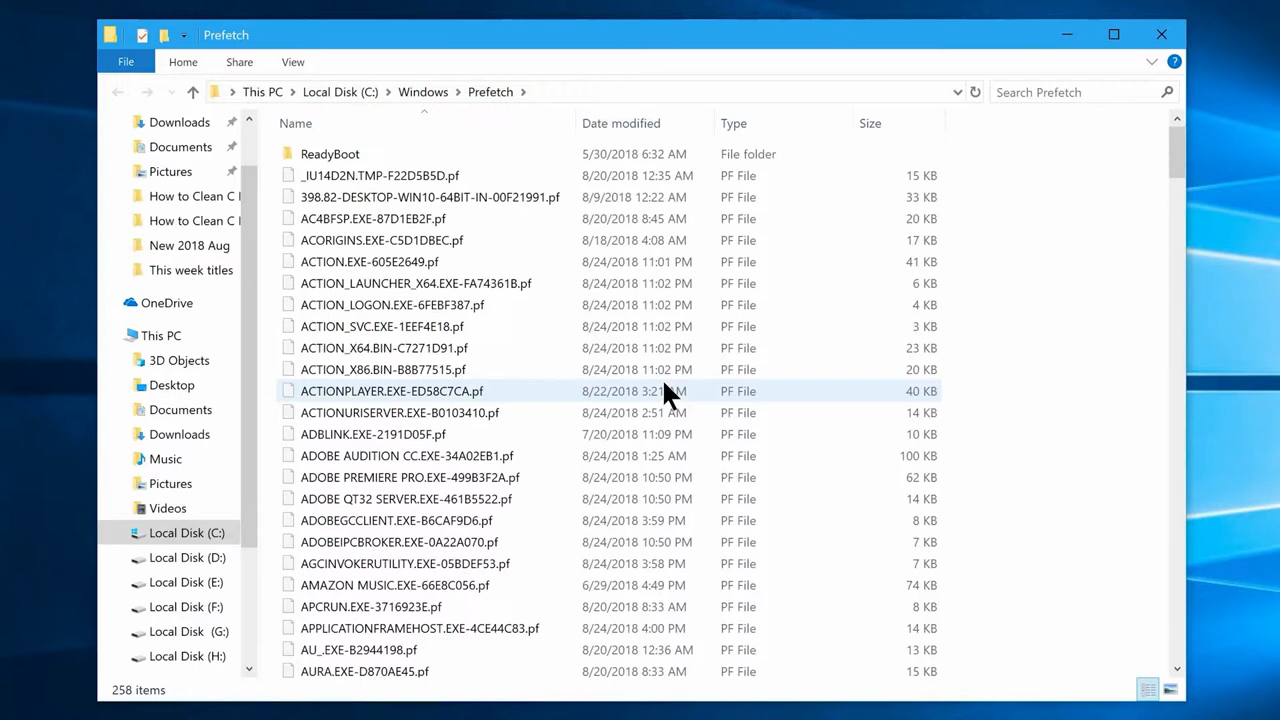 Prefetch
File Home Share View
This PC Local Disk (C:) Windows Prefetch Search Prefetch
Name Date modified Type Size
Downloads
Documents
Pictures
How to Clean C
How to Clean C
New 2018 Aug
This week titles
OneDrive
This PC
3D Objects
Desktop
Documents
Downloads
Music
Pictures
Videos
Local Disk (C:)
Local Disk (D:)
Local Disk (E:)
Local Disk (F:)
Local Disk (G:)
Local Disk (H:)
ReadyBoot 5/30/2018 6:32 AM File folder
_IU14D2N.TMP-F22D5B5D.pf 8/20/2018 12:35 AM PF File 15 KB
398.82-DESKTOP-WIN10-64BIT-IN-00F21991.pf 8/9/2018 12:22 AM PF File 33 KB
AC4BFSP.EXE-87D1EB2F.pf 8/20/2018 8:45 AM PF File 20 KB
ACORIGINS.EXE-C5D1DBEC.pf 8/18/2018 4:08 AM PF File 17 KB
ACTION.EXE-605E2649.pf 8/24/2018 11:01 PM PF File 41 KB
ACTION_LAUNCHER_X64.EXE-FA74361B.pf 8/24/2018 11:02 PM PF File 6 KB
ACTION_LOGON.EXE-6FEBF387.pf 8/24/2018 11:02 PM PF File 4 KB
ACTION_SVC.EXE-1EEF4E18.pf 8/24/2018 11:02 PM PF File 3 KB
ACTION_X64.BIN-C7271D91.pf 8/24/2018 11:02 PM PF File 23 KB
ACTION_X86.BIN-B8B77515.pf 8/24/2018 11:02 PM PF File 20 KB
ACTIONPLAYER.EXE-ED58C7CA.pf 8/22/2018 3:21 AM PF File 40 KB
ACTIONURISERVER.EXE-B0103410.pf 8/24/2018 2:51 AM PF File 14 KB
ADBLINK.EXE-2191D05F.pf 7/20/2018 11:09 PM PF File 10 KB
ADOBE AUDITION CC.EXE-34A02EB1.pf 8/24/2018 1:25 AM PF File 100 KB
ADOBE PREMIERE PRO.EXE-499B3F2A.pf 8/24/2018 10:50 PM PF File 62 KB
ADOBE QT32 SERVER.EXE-461B5522.pf 8/24/2018 10:50 PM PF File 14 KB
ADOBEGCCLIENT.EXE-B6CAF9D6.pf 8/24/2018 3:59 PM PF File 8 KB
ADOBEIPCBROKER.EXE-0A22A070.pf 8/24/2018 10:50 PM PF File 7 KB
AGCINVOKERUTILITY.EXE-05BDEF53.pf 8/24/2018 3:58 PM PF File 7 KB
AMAZON MUSIC.EXE-66E8C056.pf 6/29/2018 4:49 PM PF File 74 KB
APCRUN.EXE-3716923E.pf 8/20/2018 8:33 AM PF File 8 KB
APPLICATIONFRAMEHOST.EXE-4CE44C83.pf 8/24/2018 4:00 PM PF File 14 KB
AU_.EXE-B2944198.pf 8/20/2018 12:36 AM PF File 13 KB
AURA.EXE-D870AE45.pf 8/20/2018 8:33 AM PF File 15 KB
258 items